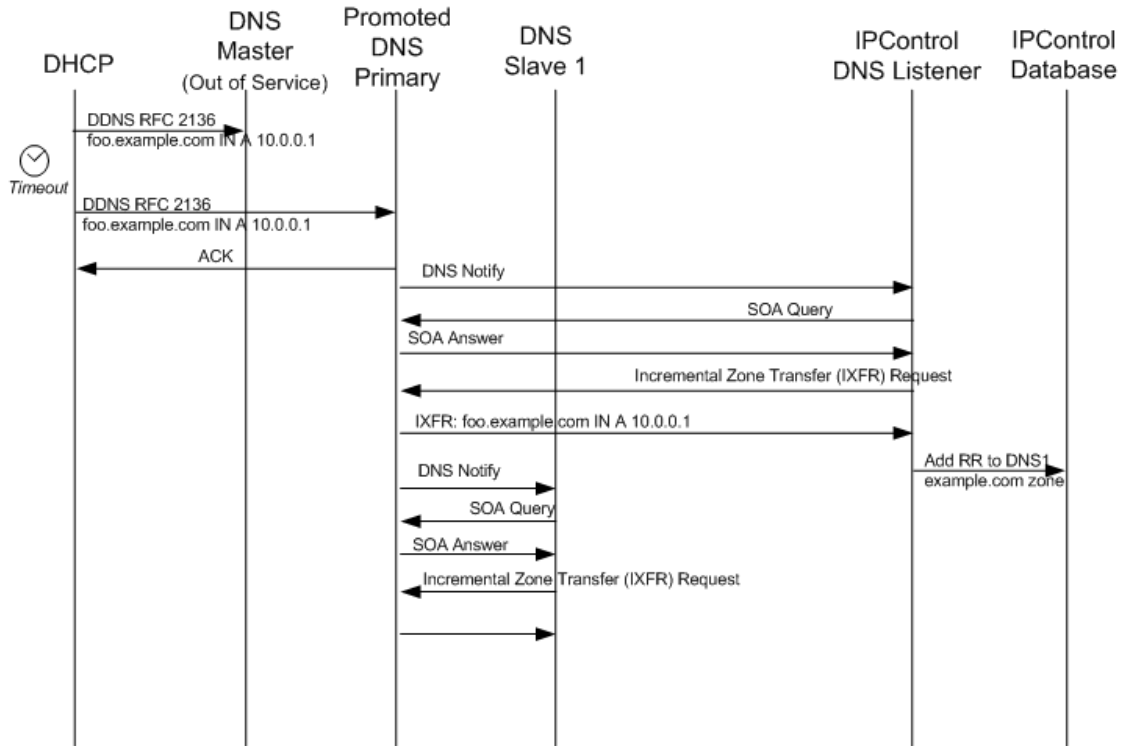 DHCP
DNS
Master
(Out of Service)
Promoted
DNS
Primary
DNS
Slave 1
IPControl
DNS Listener
IPControl
Database
DDNS RFC 2136
foo.example.com IN A 10.0.0.1
Timeout
DDNS RFC 2136
foo.example.com IN A 10.0.0.1
ACK
DNS Notify
SOA Query
SOA Answer
Incremental Zone Transfer (IXFR) Request
IXFR: foo.example.com IN A 10.0.0.1
Add RR to DNS1
example.com zone
DNS Notify
SOA Query
SOA Answer
Incremental Zone Transfer (IXFR) Request